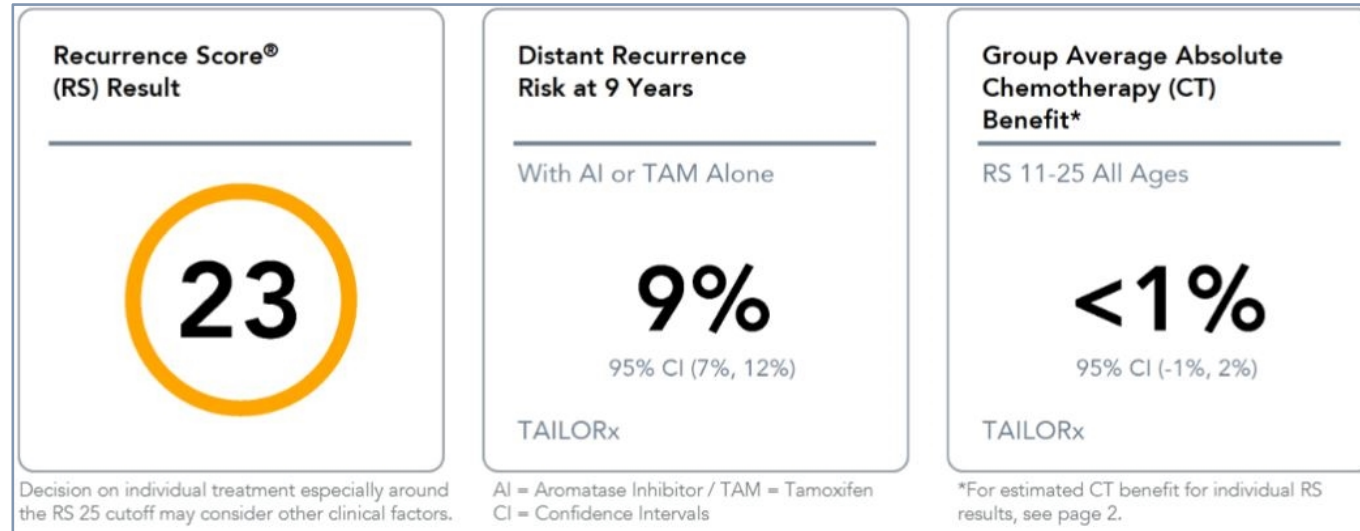 Recurrence Score®
(RS) Result
23
Decision on individual treatment especially around
the RS 25 cutoff may consider other clinical factors.
Distant Recurrence
Risk at 9 Years
With AI or TAM Alone
9%
95% CI (7%, 12%)
TAILORx
AI = Aromatase Inhibitor / TAM = Tamoxifen
CI = Confidence Intervals
Group Average Absolute
Chemotherapy (CT)
Benefit*
RS 11-25 All Ages
<1%
95% CI (-1%, 2%)
TAILORx
*For estimated CT benefit for individual RS
results, see page 2.